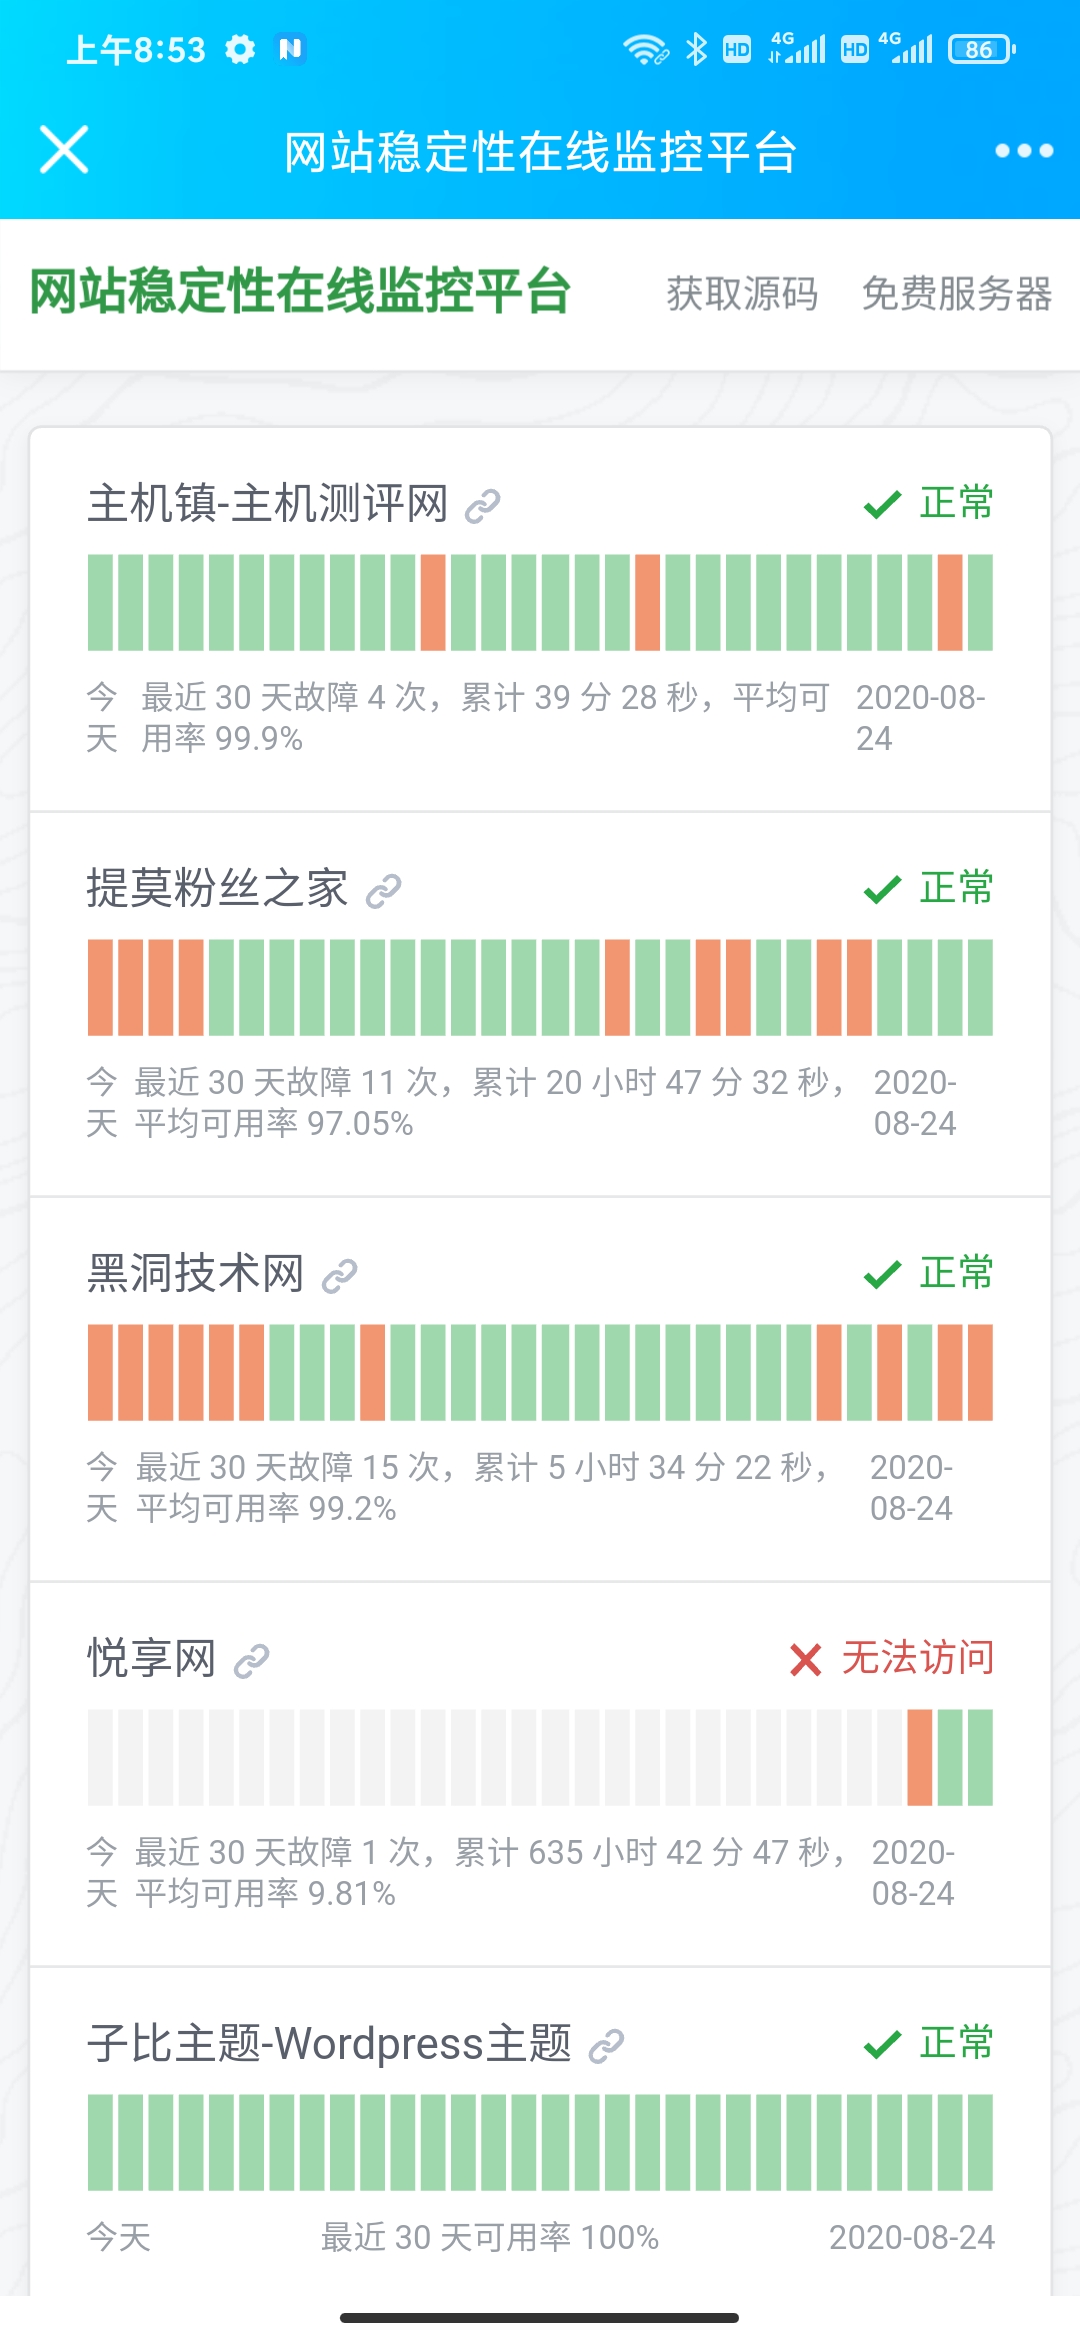 上午8:53
HD 4G HD 4G 86
网站稳定性在线监控平台
网站稳定性在线监控平台 获取源码 免费服务器
主机镇-主机测评网 正常
今天 最近 30 天故障 4 次，累计 39 分 28 秒，平均可用率 99.9% 2020-08-24
提莫粉丝之家 正常
今天 最近 30 天故障 11 次，累计 20 小时 47 分 32 秒，平均可用率 97.05% 2020-08-24
黑洞技术网 正常
今天 最近 30 天故障 15 次，累计 5 小时 34 分 22 秒，平均可用率 99.2% 2020-08-24
悦享网 无法访问
今天 最近 30 天故障 1 次，累计 635 小时 42 分 47 秒，平均可用率 9.81% 2020-08-24
子比主题-Wordpress主题 正常
今天 最近 30 天可用率 100% 2020-08-24